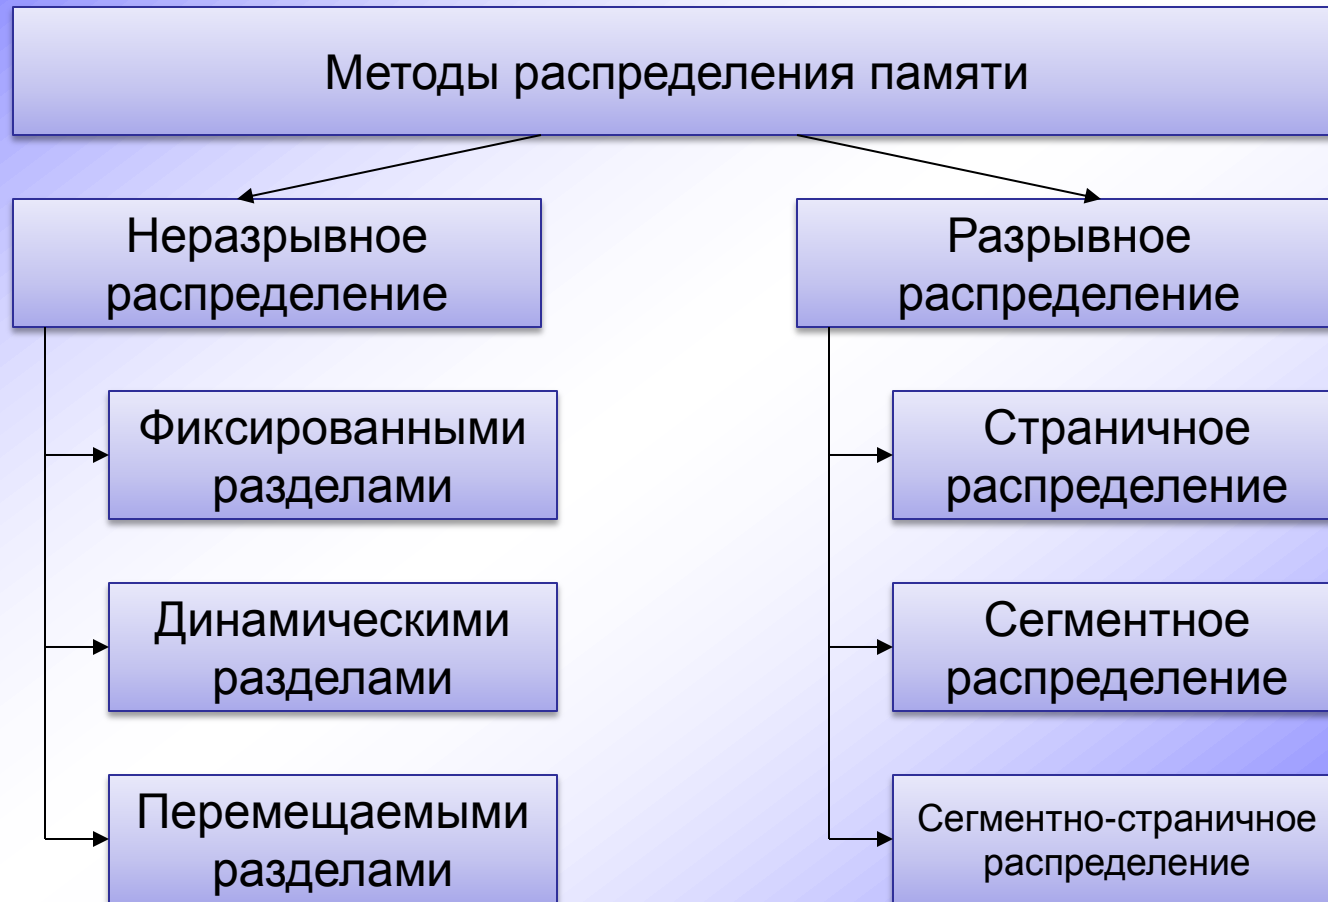 Методы распределения памяти
Неразрывное
распределение
Фиксированными
разделами
Динамическими
разделами
Перемещаемыми
разделами
Разрывное
распределение
Страничное
распределение
Сегментное
распределение
Сегментно-страничное
распределение